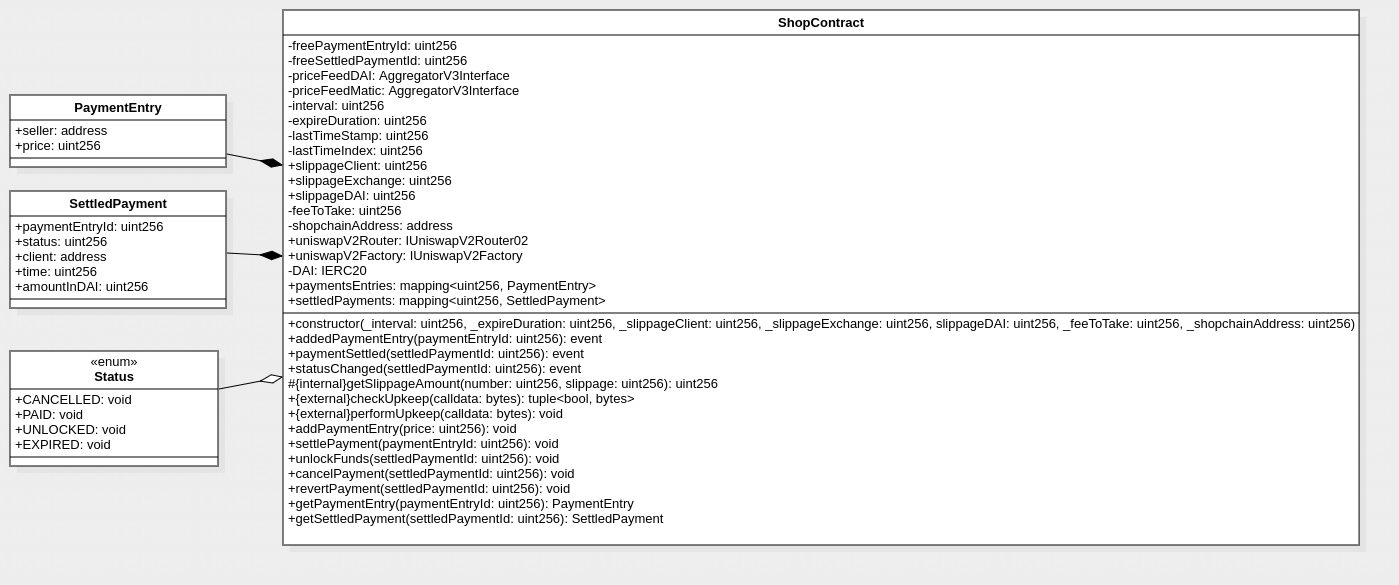 PaymentEntry
+seller: address
+price: uint256
SettledPayment
+paymentEntryId: uint256
+status: uint256
+client: address
+time: uint256
+amountInDAI: uint256
«enum»
Status
+CANCELLED: void
+PAID: void
+UNLOCKED: void
+EXPIRED: void
ShopContract
-freePaymentEntryId: uint256
-freeSettledPaymentId: uint256
-priceFeedDAI: AggregatorV3Interface
-priceFeedMatic: AggregatorV3Interface
-interval: uint256
-expireDuration: uint256
-lastTimeStamp: uint256
-lastTimeIndex: uint256
+slippageClient: uint256
+slippageExchange: uint256
+slippageDAI: uint256
-feeToTake: uint256
-shopchainAddress: address
+uniswapV2Router: IUniswapV2Router02
+uniswapV2Factory: IUniswapV2Factory
-DAI: IERC20
+paymentsEntries: mapping<uint256, PaymentEntry>
+settledPayments: mapping<uint256, SettledPayment>
+constructor(_interval: uint256, _expireDuration: uint256, _slippageClient: uint256, _slippageExchange: uint256, slippageDAI: uint256, _feeToTake: uint256, _shopchainAddress: uint256)
+addedPaymentEntry(paymentEntryId: uint256): event
+paymentSettled(settledPaymentId: uint256): event
+statusChanged(settledPaymentId: uint256): event
#{internal}getSlippageAmount(number: uint256, slippage: uint256): uint256
+{external}checkUpkeep(calldata: bytes): tuple<bool, bytes>
+{external}performUpkeep(calldata: bytes): void
+addPaymentEntry(price: uint256): void
+settlePayment(paymentEntryId: uint256): void
+unlockFunds(settledPaymentId: uint256): void
+cancelPayment(settledPaymentId: uint256): void
+revertPayment(settledPaymentId: uint256): void
+getPaymentEntry(paymentEntryId: uint256): PaymentEntry
+getSettledPayment(settledPaymentId: uint256): SettledPayment